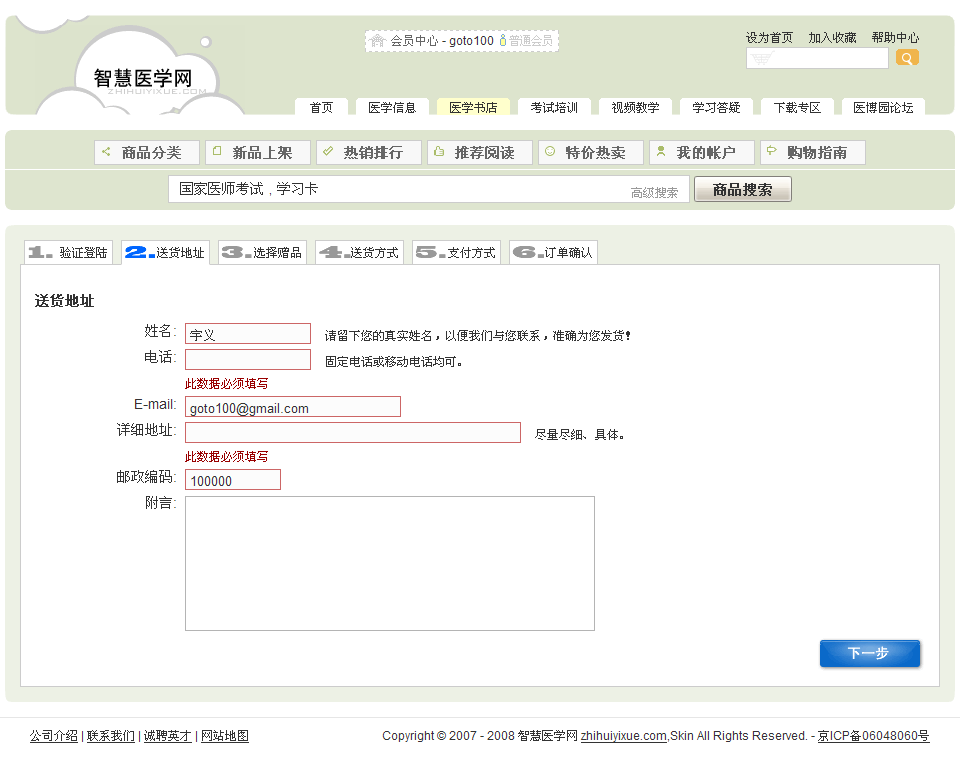 智慧医学网
ZHIHUIYIXUE.COM
会员中心 - goto100 普通会员
设为首页 加入收藏 帮助中心
首页 医学信息 医学书店 考试培训 视频教学 学习答疑 下载专区 医博园论坛
商品分类 新品上架 热销排行 推荐阅读 特价热卖 我的帐户 购物指南
国家医师考试，学习卡 高级搜索 商品搜索
1. 验证登陆 2. 送货地址 3. 选择赠品 4. 送货方式 5. 支付方式 6. 订单确认
送货地址
姓名: 宇义 请留下您的真实姓名，以便我们与您联系，准确为您发货！
电话: 固定电话或移动电话均可。
此数据必须填写
E-mail: goto100@gmail.com
详细地址: 尽量尽细、具体。
此数据必须填写
邮政编码: 100000
附言:
下一步
公司介绍 | 联系我们 | 诚聘英才 | 网站地图
Copyright © 2007 - 2008 智慧医学网 zhihuiyixue.com,Skin All Rights Reserved. - 京ICP备06048060号